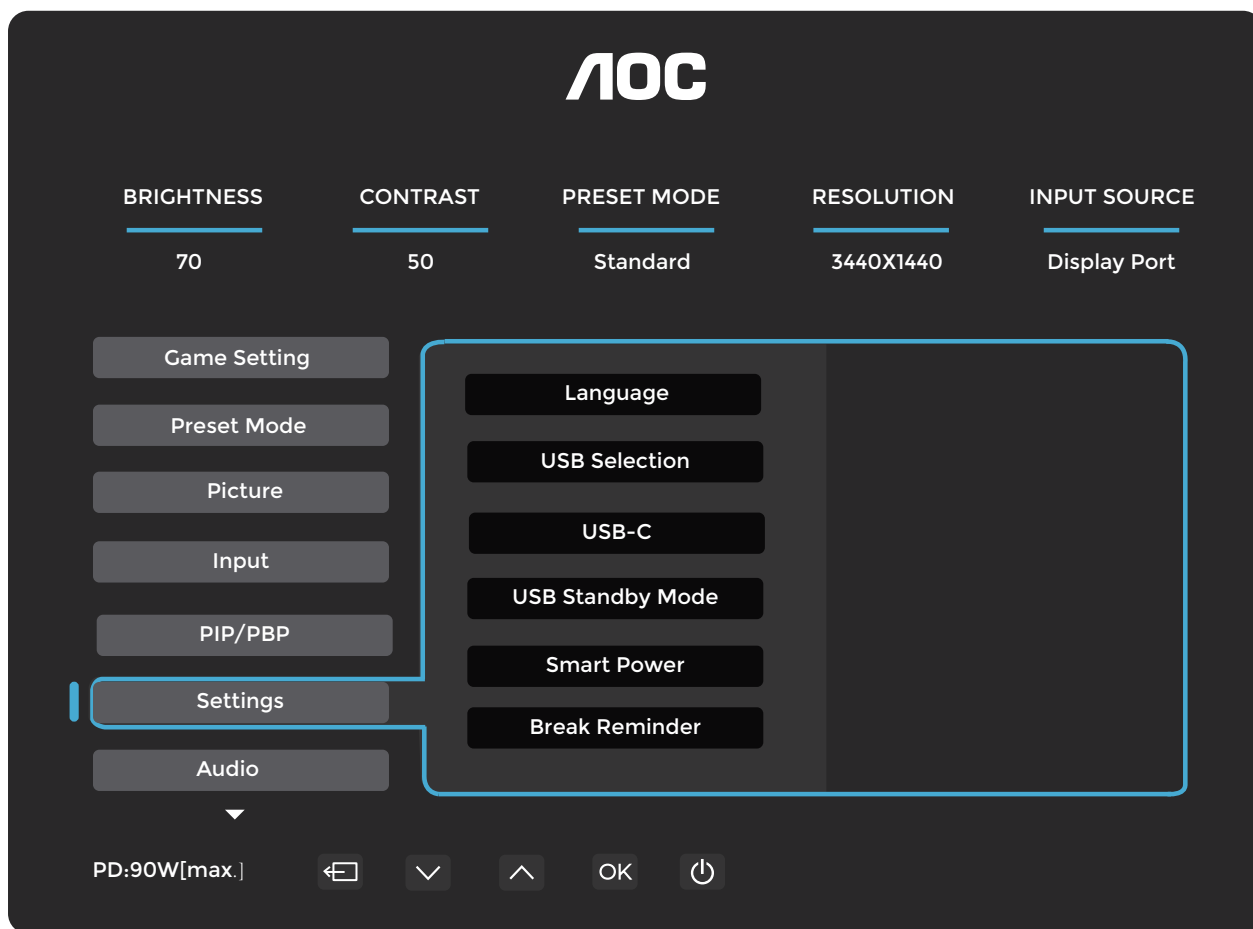 AOC
BRIGHTNESS CONTRAST PRESET MODE RESOLUTION INPUT SOURCE
70 50 Standard 3440X1440 Display Port
Game Setting
Preset Mode
Picture
Input
PIP/PBP
Settings
Audio
Language
USB Selection
USB-C
USB Standby Mode
Smart Power
Break Reminder
PD:90W[max.] OK